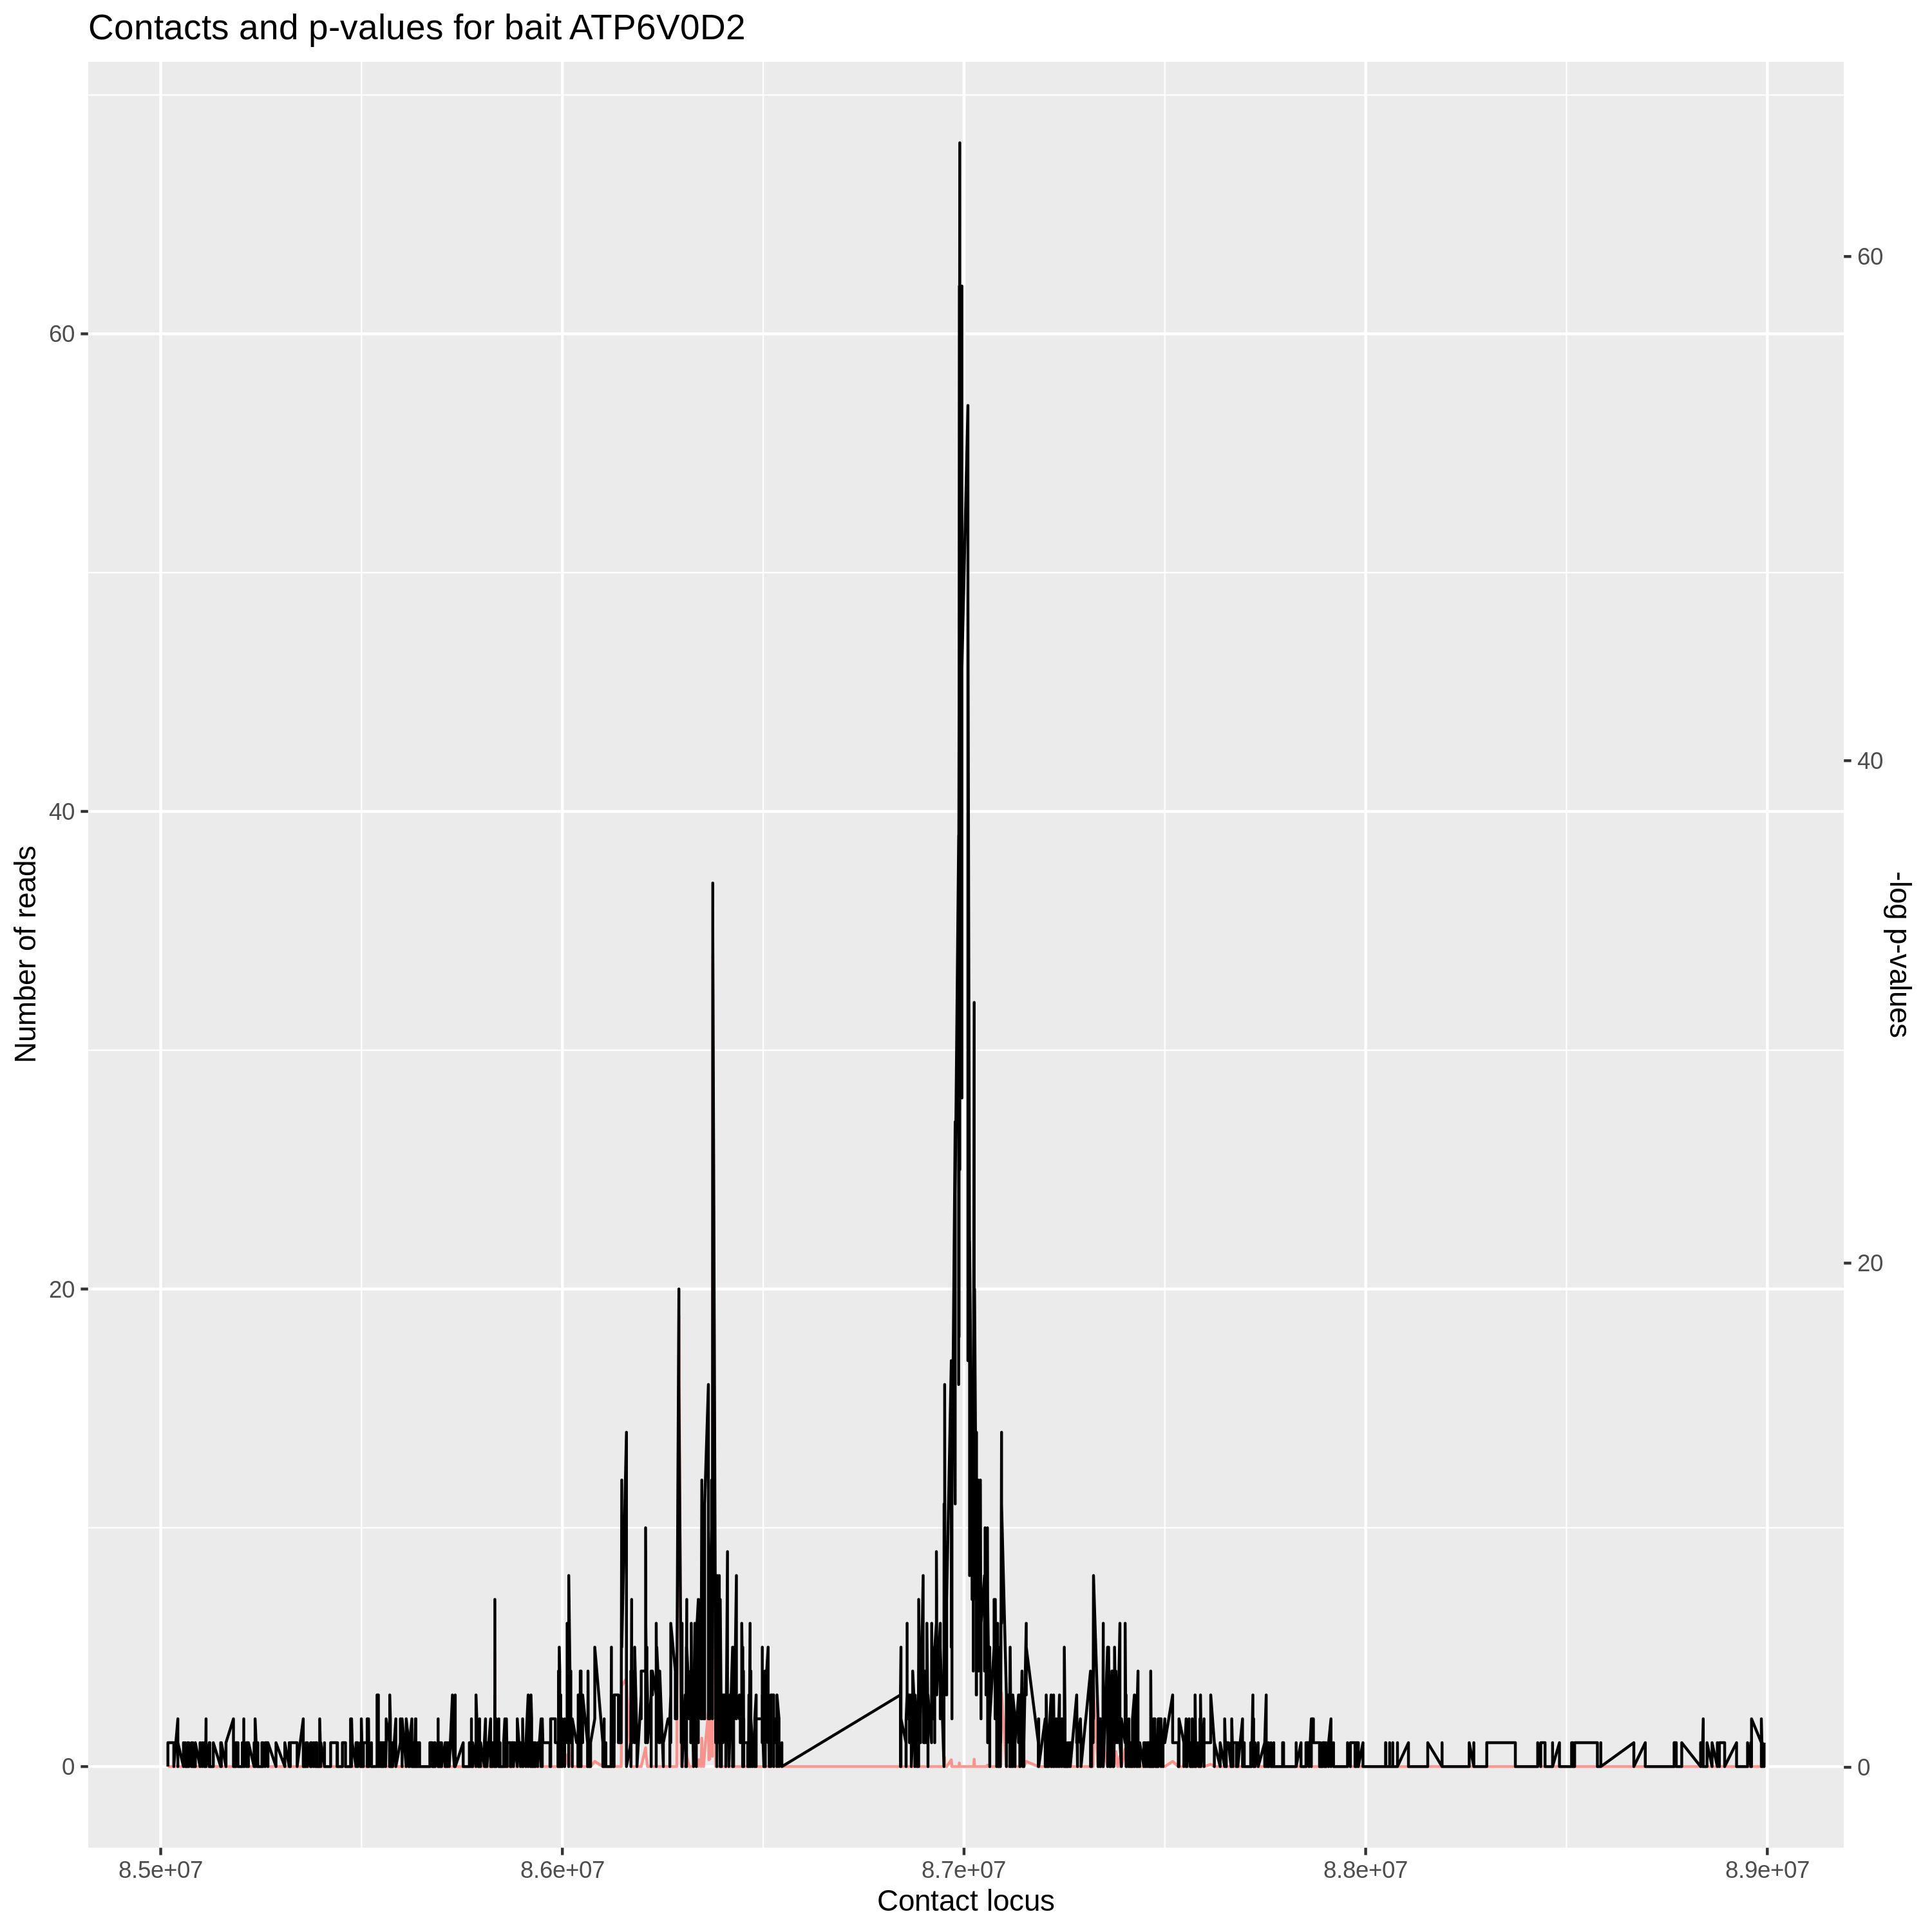 Contacts and p-values for bait ATP6V0D2
60
40
20
0
Number of reads
60
40
20
0
-log p-values
8.5e+07 8.6e+07 8.7e+07 8.8e+07 8.9e+07
Contact locus